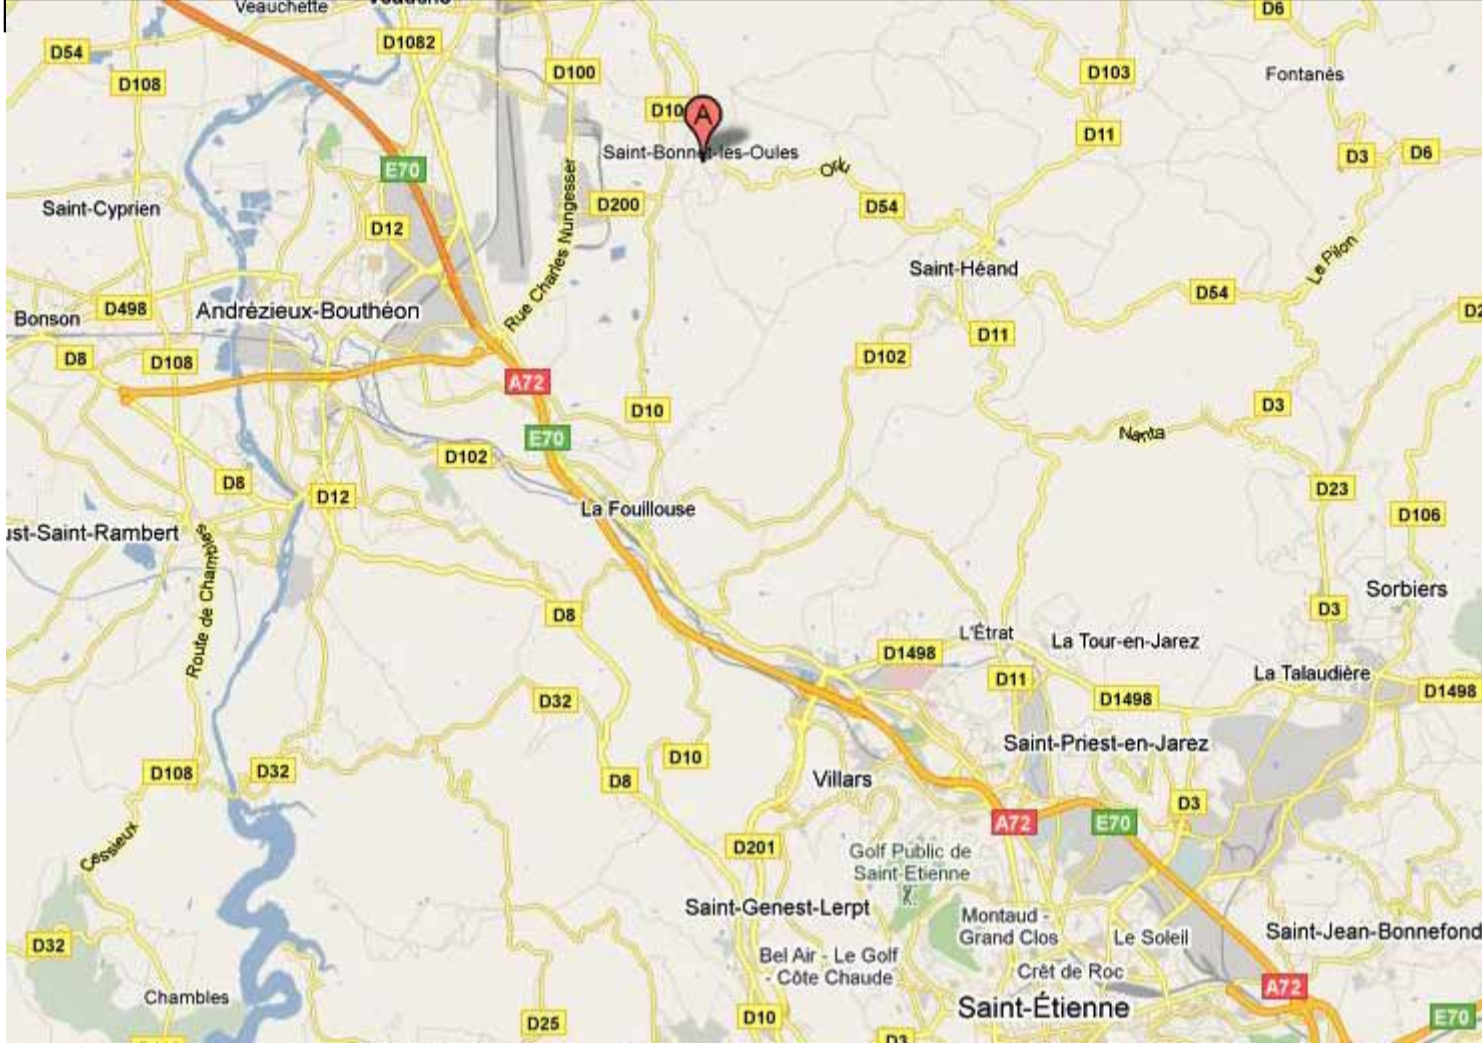 Veauchette
D6
D1082
D54
D100
D103
Fontanès
D108
D10
A
D11
Saint-Bonnet-les-Oules
D3
D6
E70
Saint-Cyprien
D200
D54
D12
Rue Charles Nungesser
Le Pilon
Saint-Héand
D54
D498
Andrézieux-Bouthéon
Bonson
D11
D8
D108
D102
A72
D10
D3
E70
Nanta
D102
D8
D12
D23
La Fouillouse
D106
ust-Saint-Rambert
Route de Chambles
Sorbiers
D8
D3
L'Étrat
La Tour-en-Jarez
D1498
La Talaudière
D11
D1498
D1498
D32
Saint-Priest-en-Jarez
D10
D108
D32
D8
Villars
D3
A72
E70
Cessieux
D201
Golf Public de
Saint-Etienne
Saint-Genest-Lerpt
Montaud -
Grand Clos
Le Soleil
Saint-Jean-Bonnefond
D32
Bel Air - Le Golf
- Côte Chaude
Crêt de Roc
A72
Chambles
Saint-Étienne
D25
D10
E70
D3